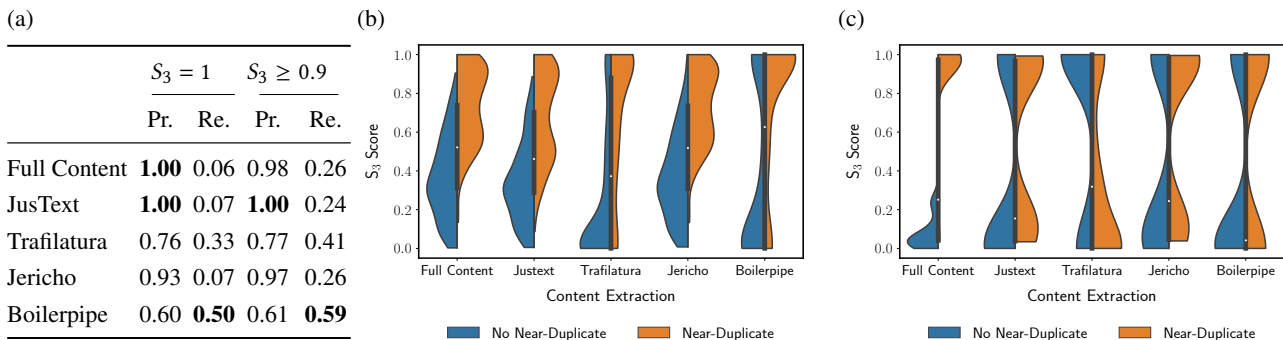 (a)
S₃ = 1 S₃ ≥ 0.9
Pr. Re. Pr. Re.
Full Content 1.00 0.06 0.98 0.26
JusText 1.00 0.07 1.00 0.24
Trafilatura 0.76 0.33 0.77 0.41
Jericho 0.93 0.07 0.97 0.26
Boilerpipe 0.60 0.50 0.61 0.59
(b)
S₃ Score
1.0
0.8
0.6
0.4
0.2
0.0
Full Content Justext Trafilatura Jericho Boilerpipe
Content Extraction
No Near-Duplicate Near-Duplicate
(c)
S₃ Score
1.0
0.8
0.6
0.4
0.2
0.0
Full Content Justext Trafilatura Jericho Boilerpipe
Content Extraction
No Near-Duplicate Near-Duplicate